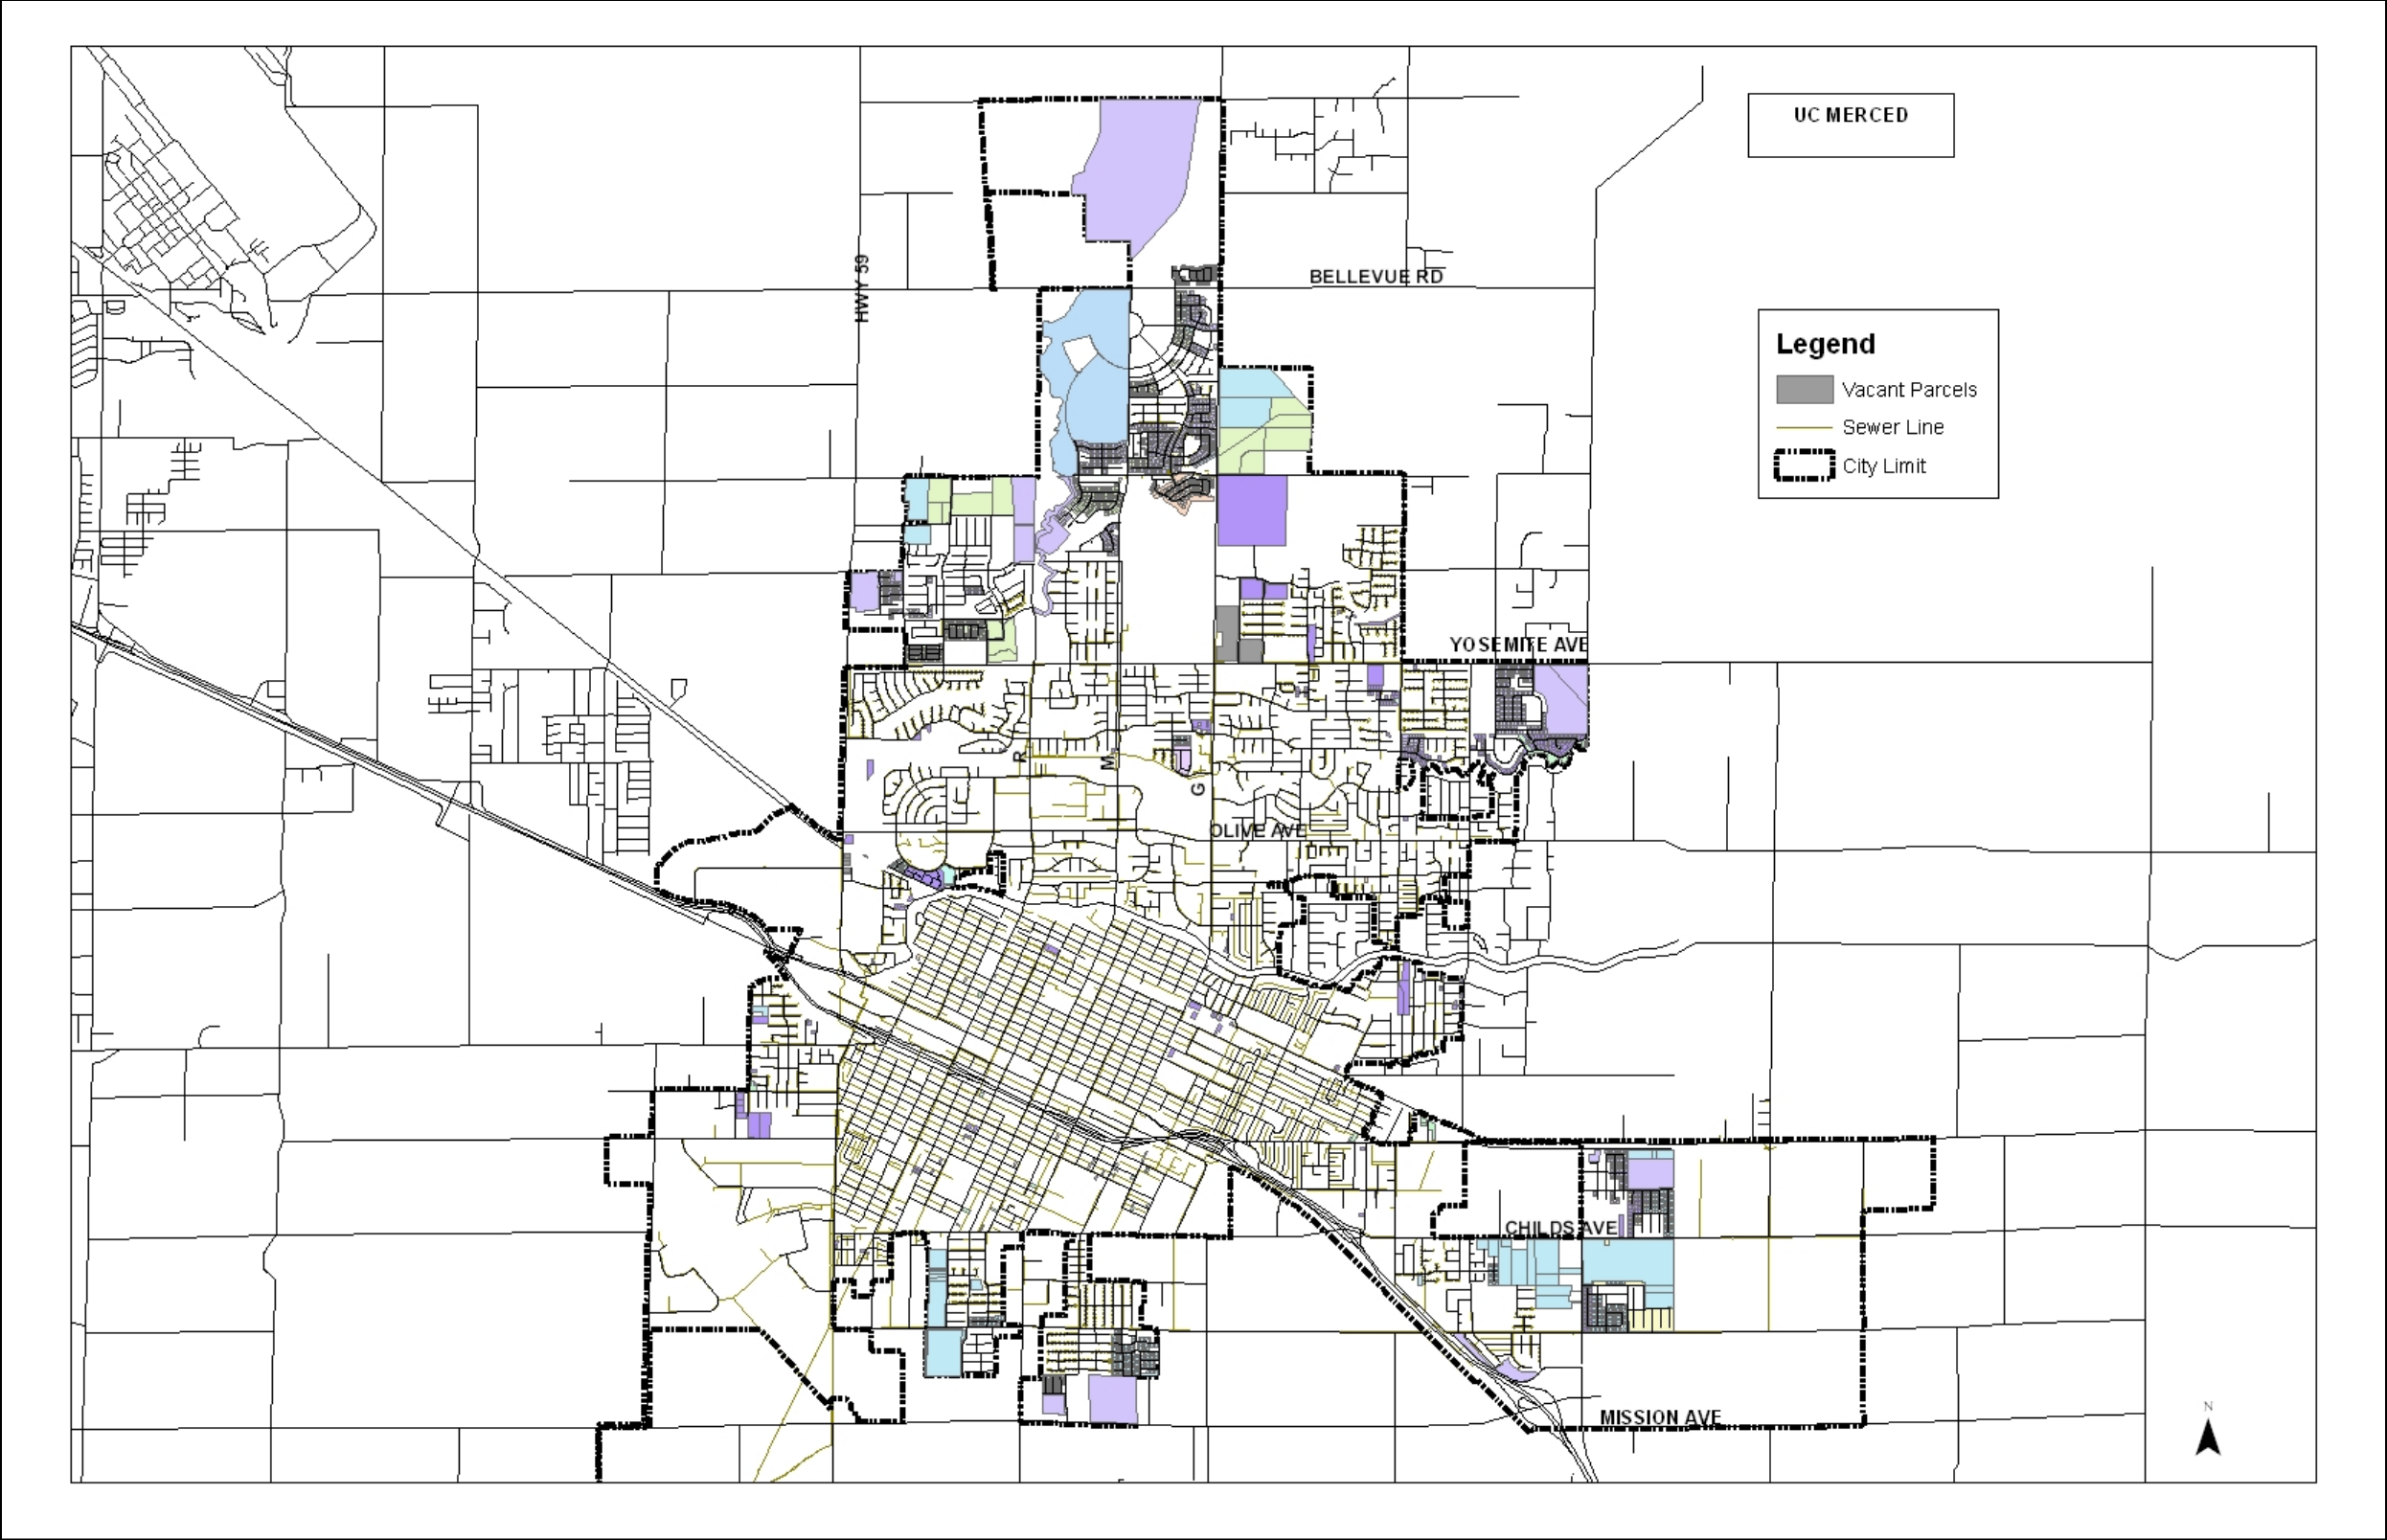 UC MERCED
HWY 59
BELLEVUE RD
Legend
Vacant Parcels
Sewer Line
City Limit
YOSEMITE AVE
R
M
G
OLIVE AVE
CHILDS AVE
MISSION AVE
N